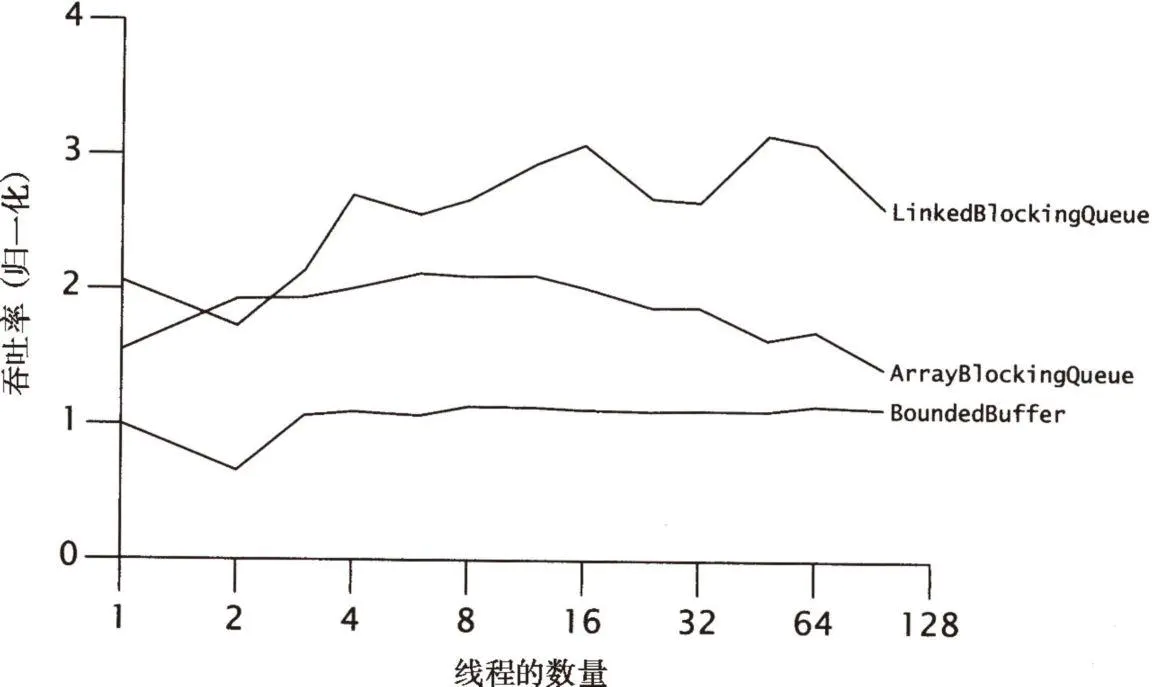 4
3
2
1
0
吞吐率 (归一化)
LinkedBlockingQueue
ArrayBlockingQueue
BoundedBuffer
1 2 4 8 16 32 64 128
线程的数量